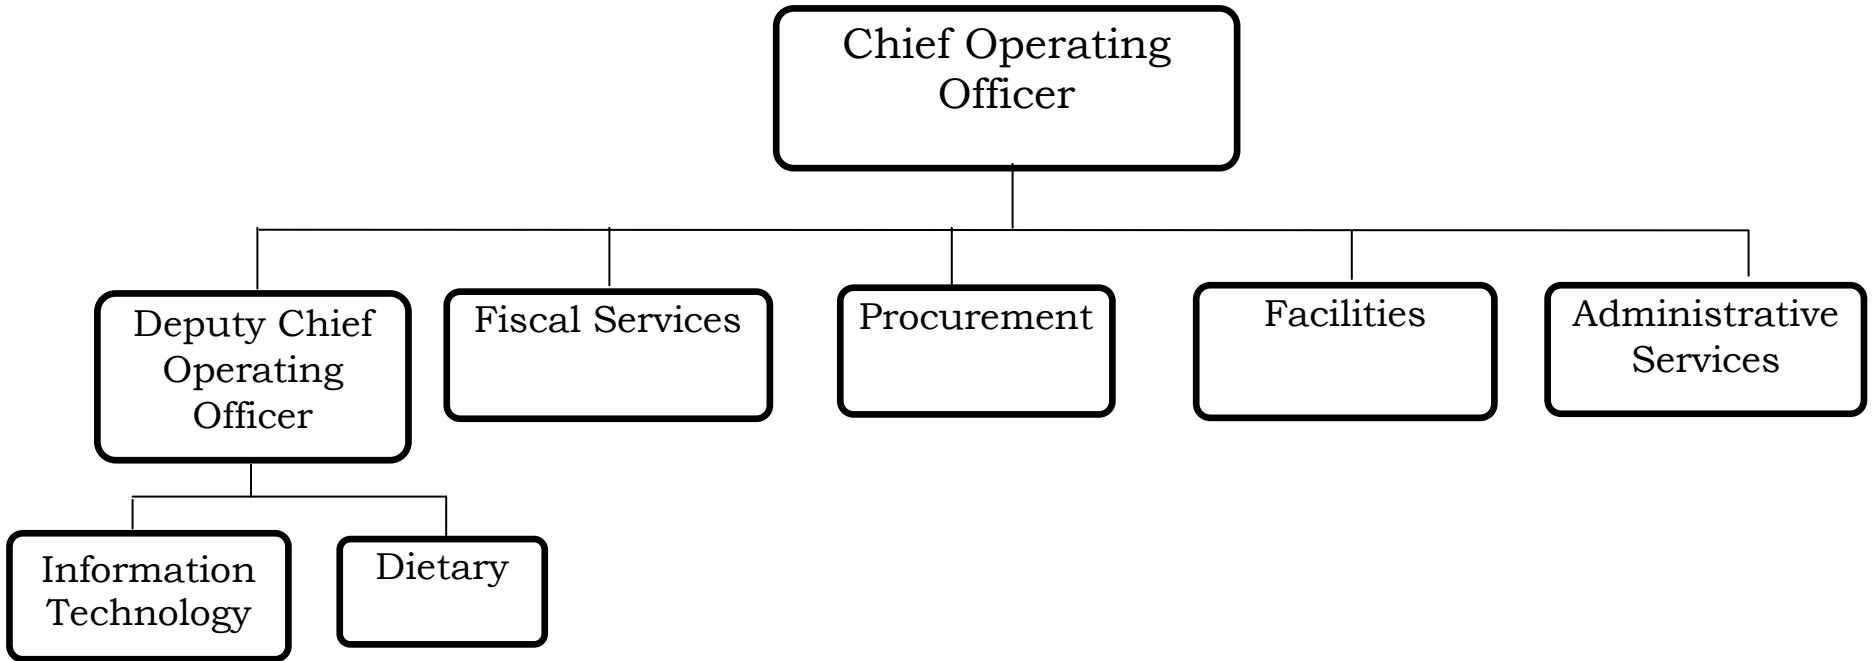 Chief Operating
Officer
Deputy Chief
Operating
Officer
Fiscal Services
Procurement
Facilities
Administrative
Services
Information
Technology
Dietary